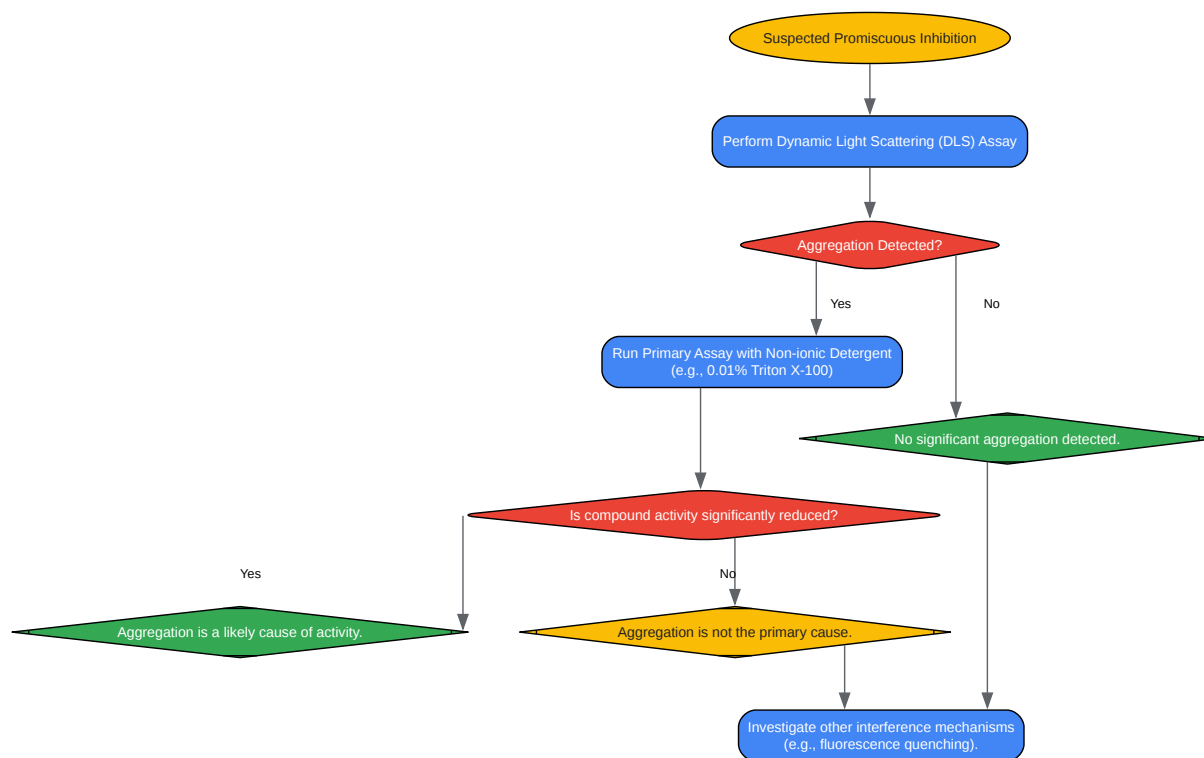 Suspected Promiscuous Inhibition
Perform Dynamic Light Scattering (DLS) Assay
Aggregation Detected?
Yes
No
Run Primary Assay with Non-ionic Detergent
(e.g., 0.01% Triton X-100)
No significant aggregation detected.
Is compound activity significantly reduced?
Yes
No
Aggregation is a likely cause of activity.
Aggregation is not the primary cause.
Investigate other interference mechanisms
(e.g., fluorescence quenching).